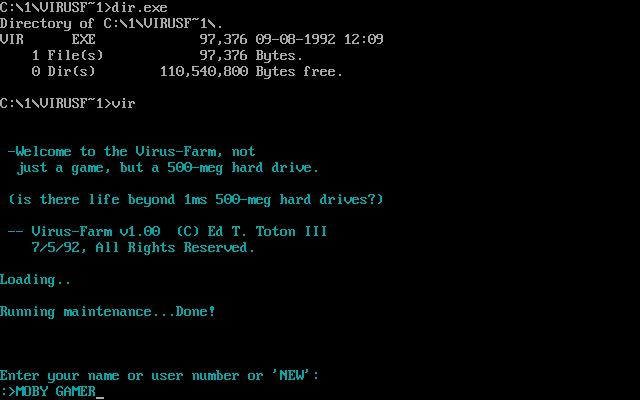 C:\1\VIRUSF~1>dir.exe
Directory of C:\1\VIRUSF~1\.
VIR      EXE             97,376 09-08-1992 12:09
    1 File(s)            97,376 Bytes.
    0 Dir(s)        110,540,800 Bytes free.
C:\1\VIRUSF~1>vir
-Welcome to the Virus-Farm, not
just a game, but a 500-meg hard drive.
(is there life beyond 1ms 500-meg hard drives?)
-- Virus-Farm v1.00  (C) Ed T. Toton III
7/5/92, All Rights Reserved.
Loading..
Running maintenance...Done!
Enter your name or user number or 'NEW':
:>MOBY GAMER_